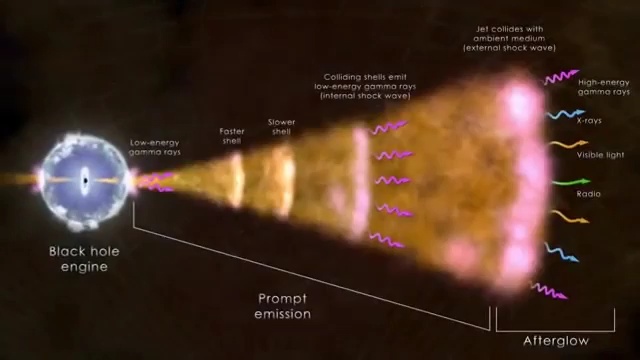 Jet collides with
ambient medium
(external shock wave)
Colliding shells emit
low-energy gamma rays
(internal shock wave)
High-energy
gamma rays
X-rays
Slower
shell
Faster
shell
Low-energy
gamma rays
Visible light
Radio
Black hole
engine
Prompt
emission
Afterglow